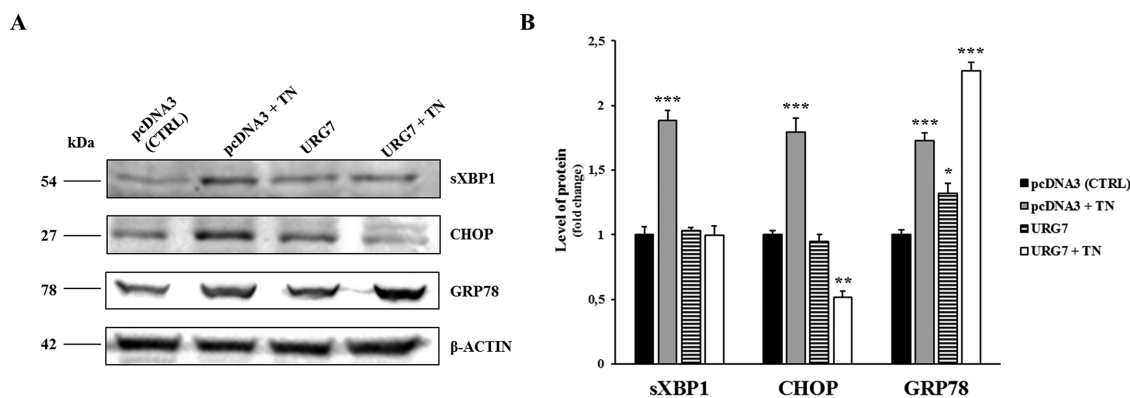 A
kDa
pcDNA3
(CTRL)
pcDNA3 + TN
URG7
URG7 + TN
54
sXBP1
27
CHOP
78
GRP78
42
β-ACTIN
B
Level of protein
(fold change)
2,5
2
1,5
1
0,5
0
***
***
**
***
*
***
sXBP1
CHOP
GRP78
pcDNA3 (CTRL)
pcDNA3 + TN
URG7
URG7 + TN